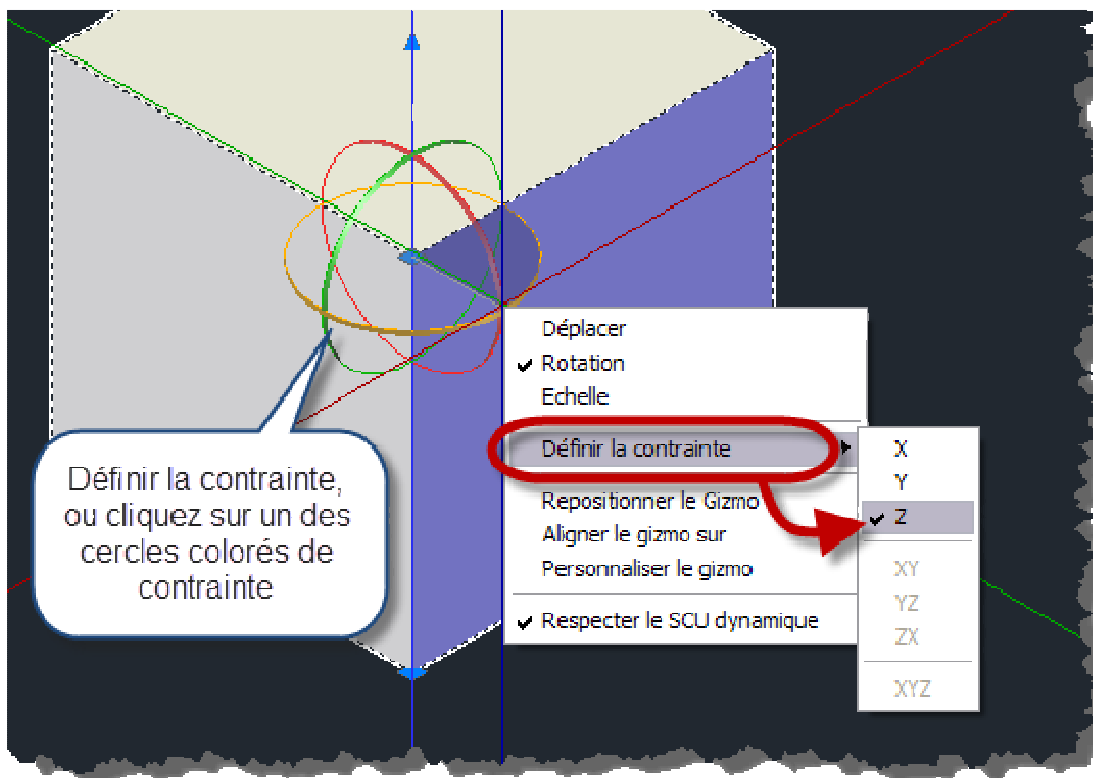 Déplacer
Rotation
Echelle
Définir la contrainte
Repositionner le Gizmo
Aligner le gizmo sur
Personnaliser le gizmo
Respecter le SCU dynamique
X
Y
Z
XY
YZ
ZX
XYZ
Définir la contrainte,
ou cliquez sur un des
cercles colorés de
contrainte